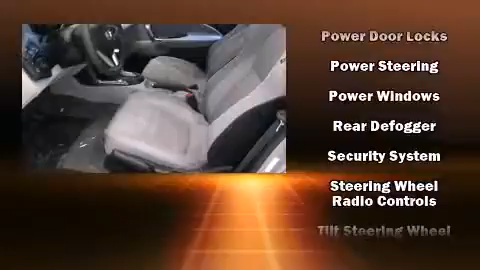 Power Door Locks
Power Steering
Power Windows
Rear Defogger
Security System
Steering Wheel
Radio Controls
Tilt Steering Wheel